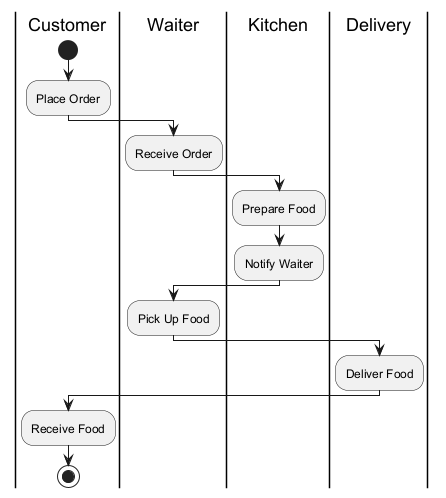 Customer
Waiter
Kitchen
Delivery
Place Order
Receive Order
Prepare Food
Notify Waiter
Pick Up Food
Deliver Food
Receive Food